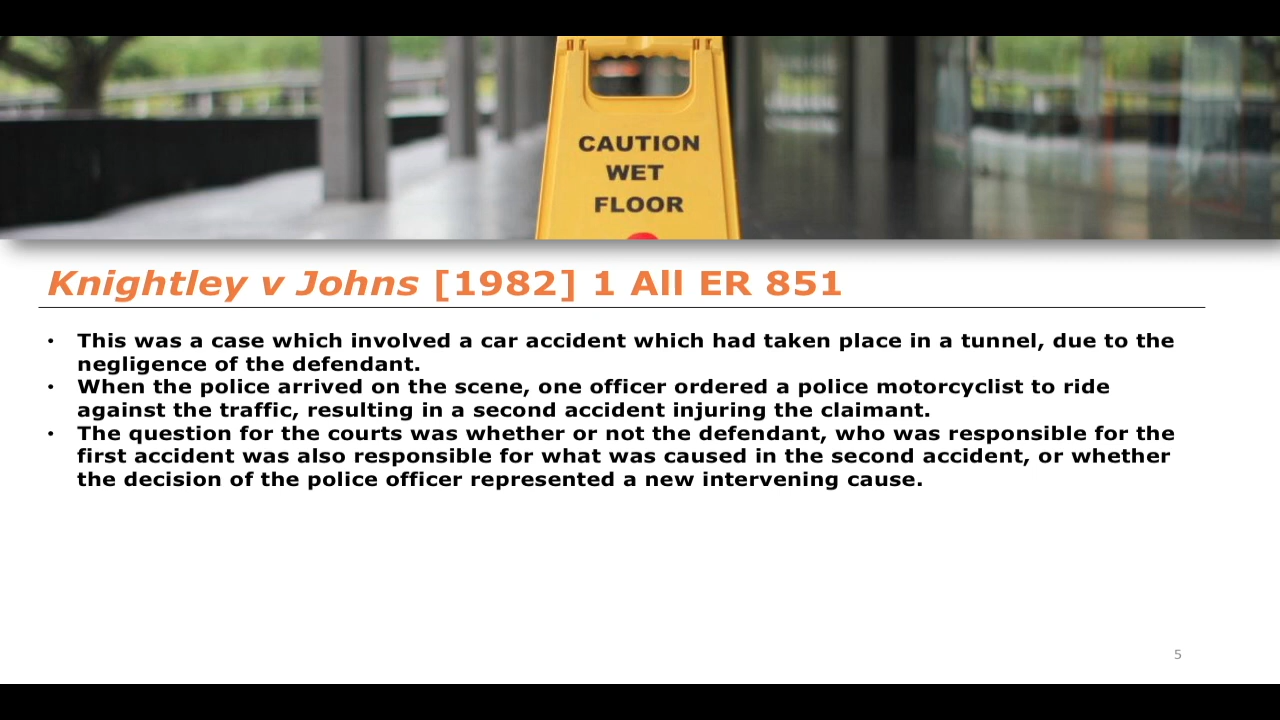 CAUTION
WET
FLOOR
Knightley v Johns [1982] 1 All ER 851
• This was a case which involved a car accident which had taken place in a tunnel, due to the
negligence of the defendant.
• When the police arrived on the scene, one officer ordered a police motorcyclist to ride
against the traffic, resulting in a second accident injuring the claimant.
• The question for the courts was whether or not the defendant, who was responsible for the
first accident was also responsible for what was caused in the second accident, or whether
the decision of the police officer represented a new intervening cause.
5